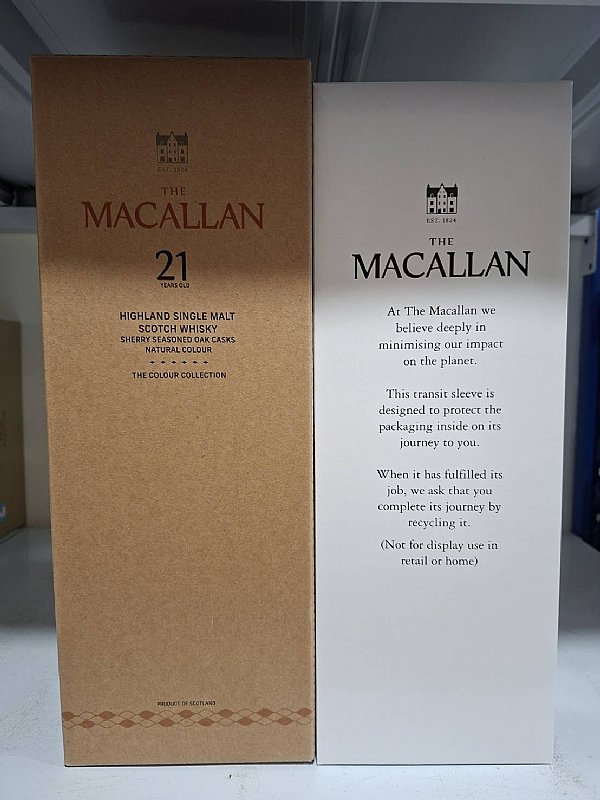 EST. 1824
THE
MACALLAN
21
YEARS OLD
HIGHLAND SINGLE MALT
SCOTCH WHISKY
SHERRY SEASONED OAK CASKS
NATURAL COLOUR
THE COLOUR COLLECTION
PRODUCT OF SCOTLAND
EST. 1824
THE
MACALLAN
At The Macallan we
believe deeply in
minimising our impact
on the planet.
This transit sleeve is
designed to protect the
packaging inside on its
journey to you.
When it has fulfilled its
job, we ask that you
complete its journey by
recycling it.
(Not for display use in
retail or home)